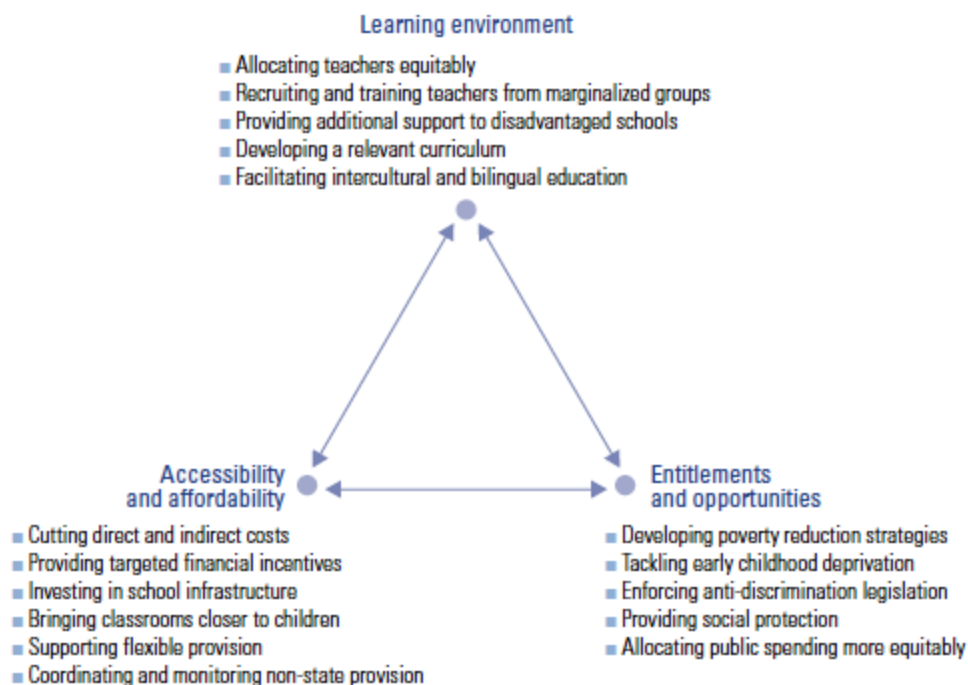 Learning environment
Allocating teachers equitably
Recruiting and training teachers from marginalized groups
Providing additional support to disadvantaged schools
Developing a relevant curriculum
Facilitating intercultural and bilingual education
Accessibility
and affordability
Cutting direct and indirect costs
Providing targeted financial incentives
Investing in school infrastructure
Bringing classrooms closer to children
Supporting flexible provision
Coordinating and monitoring non-state provision
Entitlements
and opportunities
Developing poverty reduction strategies
Tackling early childhood deprivation
Enforcing anti-discrimination legislation
Providing social protection
Allocating public spending more equitably